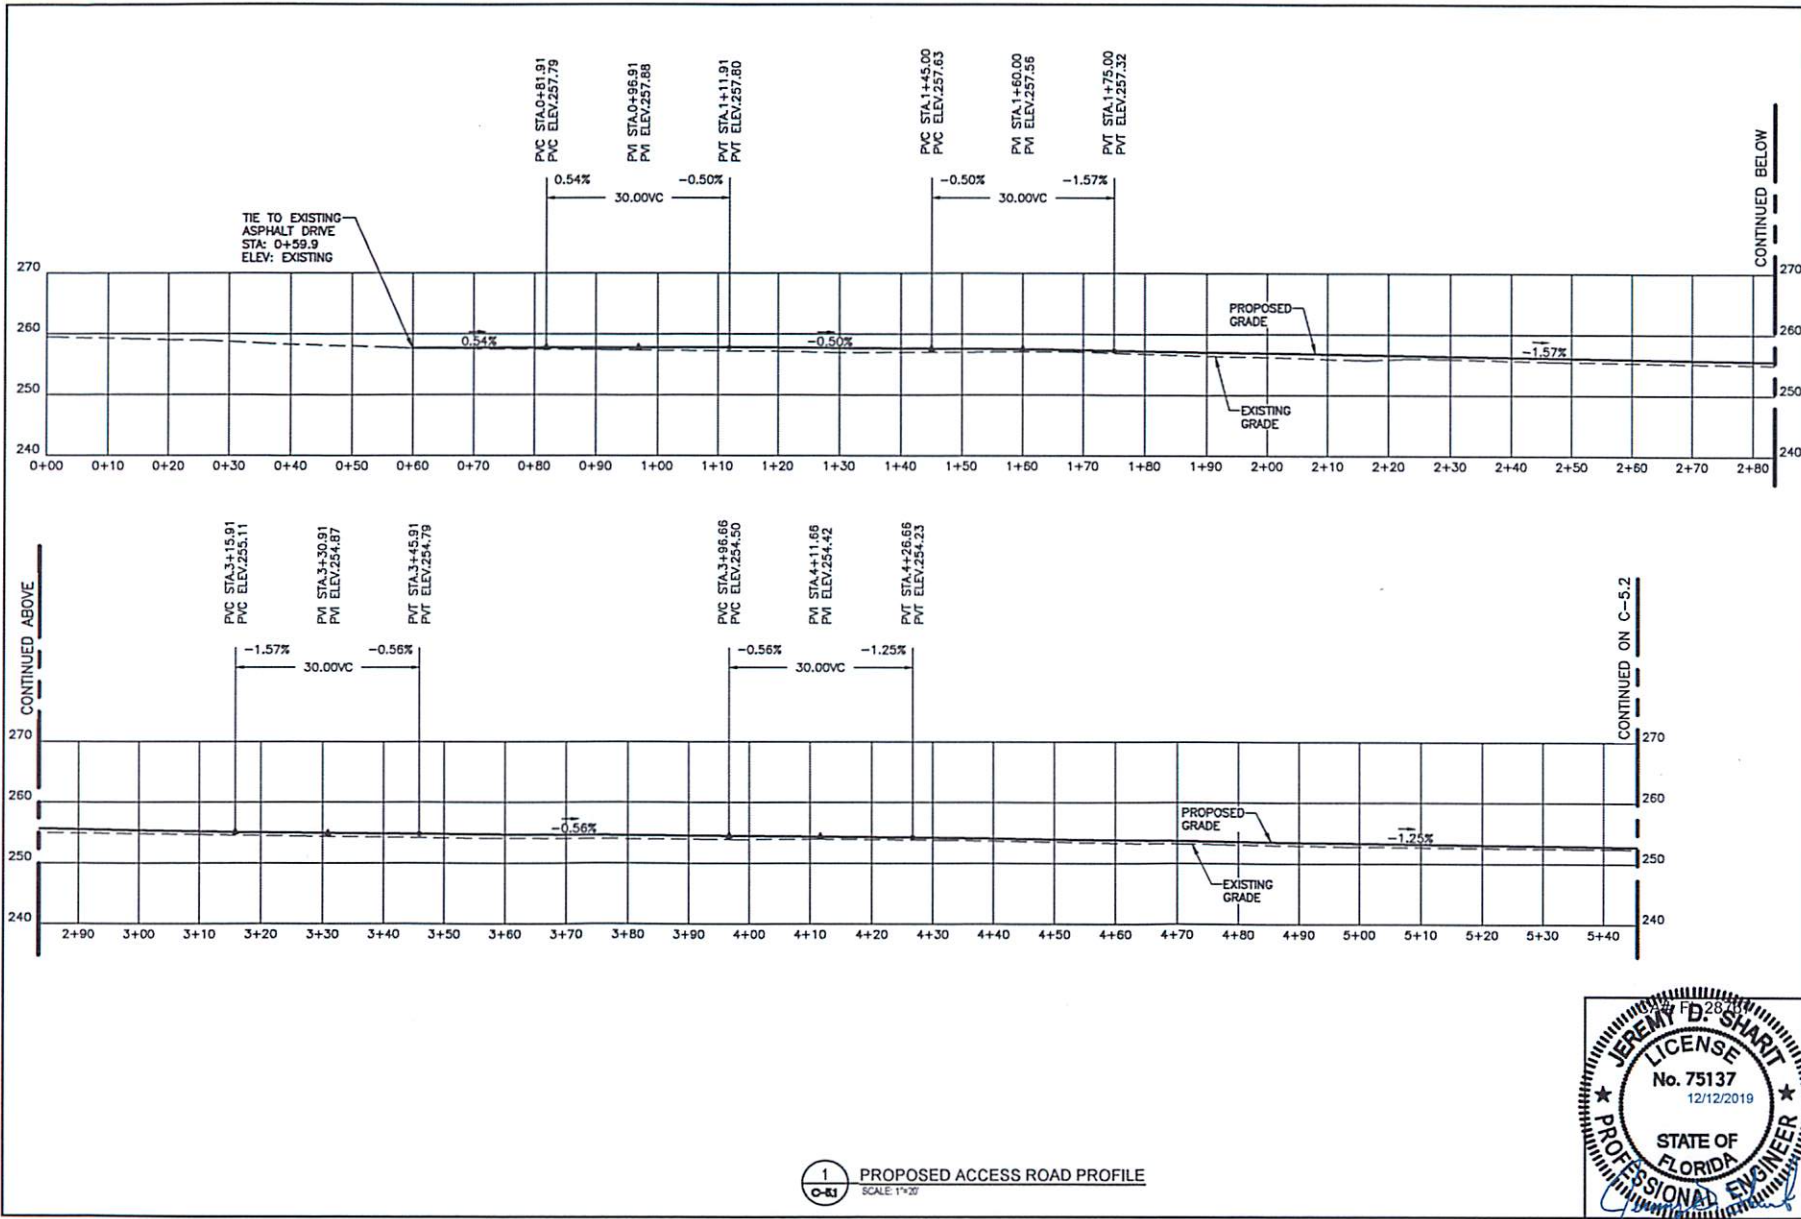 PVC STA.0+81.91
PVC ELEV.257.79
PVI STA.0+96.91
PVI ELEV.257.88
PVT STA.1+11.91
PVT ELEV.257.80
PVC STA.1+45.00
PVC ELEV.257.63
PVI STA.1+60.00
PVI ELEV.257.56
PVT STA.1+75.00
PVT ELEV.257.32
0.54%
-0.50%
30.00VC
-0.50%
-1.57%
30.00VC
CONTINUED BELOW
TIE TO EXISTING
ASPHALT DRIVE
STA: 0+59.9
ELEV: EXISTING
270
270
260
260
250
250
240
240
0.54%
-0.50%
-1.57%
PROPOSED
GRADE
EXISTING
GRADE
0+00 0+10 0+20 0+30 0+40 0+50 0+60 0+70 0+80 0+90 1+00 1+10 1+20 1+30 1+40 1+50 1+60 1+70 1+80 1+90 2+00 2+10 2+20 2+30 2+40 2+50 2+60 2+70 2+80
CONTINUED ABOVE
PVC STA.3+15.91
PVC ELEV.255.11
PVI STA.3+30.91
PVI ELEV.254.87
PVT STA.3+45.91
PVT ELEV.254.79
PVC STA.3+96.66
PVC ELEV.254.50
PVI STA.4+11.66
PVI ELEV.254.42
PVT STA.4+26.66
PVT ELEV.254.23
-1.57%
-0.56%
30.00VC
-0.56%
-1.25%
30.00VC
CONTINUED ON C-5.2
270
270
260
260
250
250
240
240
-0.56%
PROPOSED
GRADE
-1.25%
EXISTING
GRADE
2+90 3+00 3+10 3+20 3+30 3+40 3+50 3+60 3+70 3+80 3+90 4+00 4+10 4+20 4+30 4+40 4+50 4+60 4+70 4+80 4+90 5+00 5+10 5+20 5+30 5+40
1
C-5.1
PROPOSED ACCESS ROAD PROFILE
SCALE: 1"=20'
CA#: FL 28787
JEREMY D. SHARIT
LICENSE
No. 75137
12/12/2019
STATE OF
FLORIDA
PROFESSIONAL ENGINEER